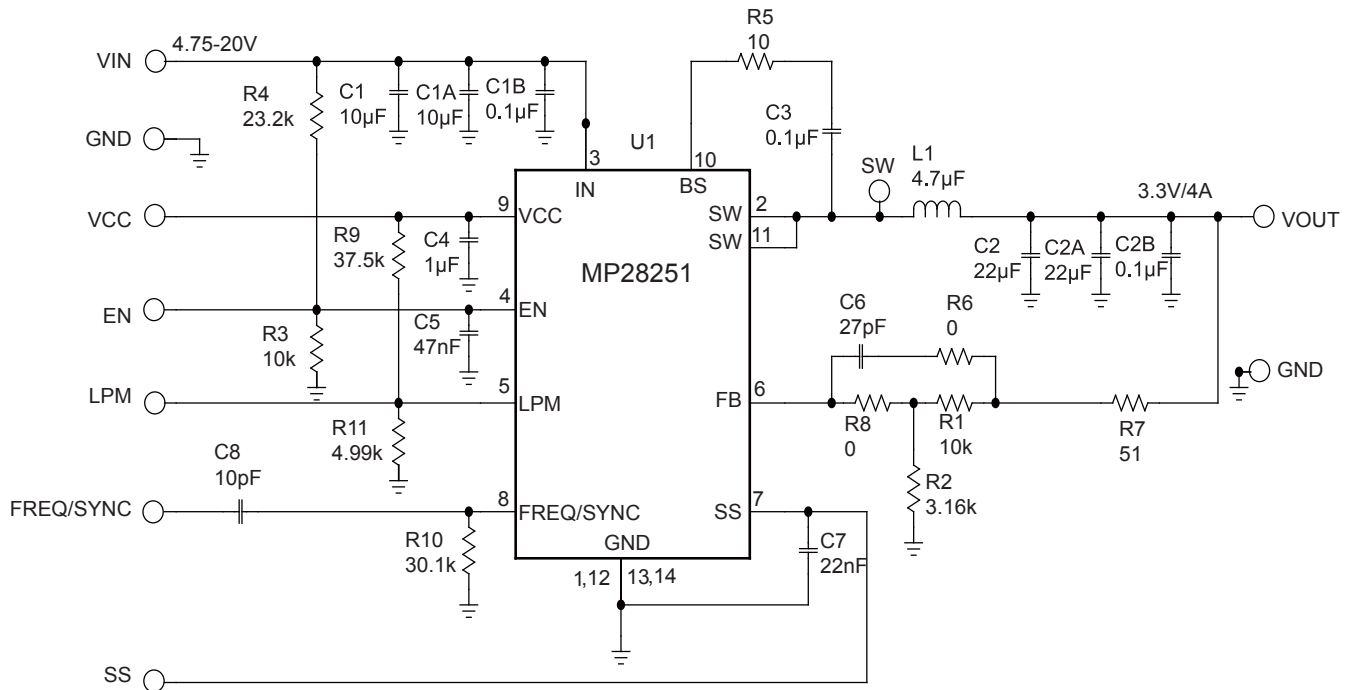 R5
10
VIN
4.75-20V
R4
23.2k
C1
10µF
C1A
10µF
C1B
0.1µF
C3
0.1µF
GND
U1
3
10
IN
BS
SW
L1
4.7µF
3.3V/4A
VCC
9
VCC
SW
2
SW
11
VOUT
R9
37.5k
C4
1µF
MP28251
C2
22µF
C2A
22µF
C2B
0.1µF
EN
4
EN
R3
10k
C5
47nF
C6
27pF
R6
0
GND
LPM
5
LPM
FB
6
R8
0
R1
10k
R7
51
R11
4.99k
C8
10pF
R2
3.16k
FREQ/SYNC
8
FREQ/SYNC
SS
7
R10
30.1k
GND
C7
22nF
1,12
13,14
SS